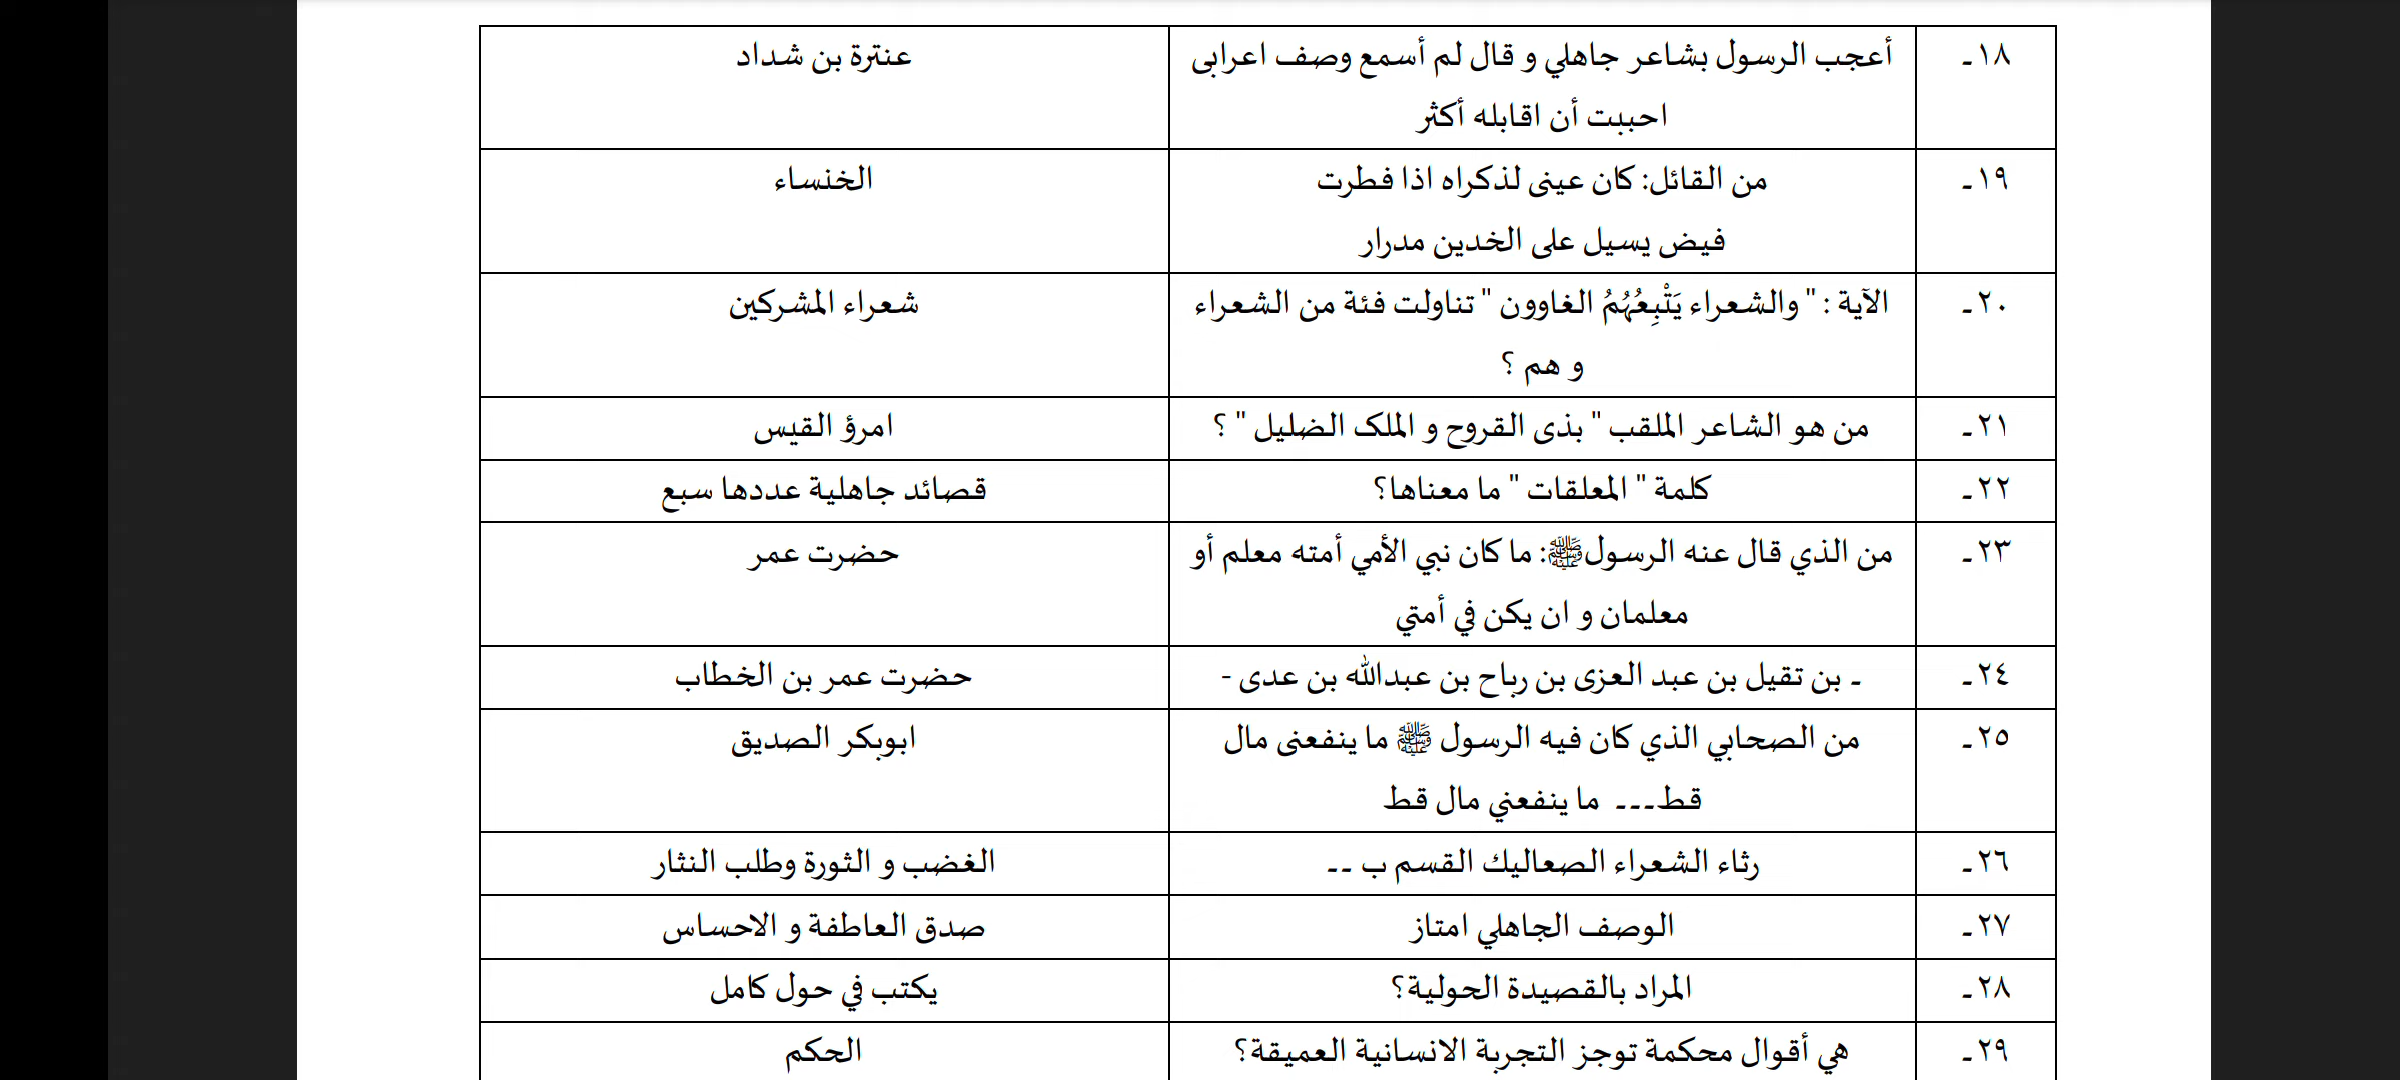 ١٨۔ أعجب الرسول بشاعر جاهلي و قال لم أسمع وصف اعرابی عنترة بن شداد
احببت أن اقابله أكثر
١٩۔ من القائل: كان عينى لذكراه اذا فطرت الخنساء
فيض يسيل على الخدين مدرار
٢٠۔ الآية : " والشعراء يَتْبِعُهُمُ الغاوون " تناولت فئة من الشعراء شعراء المشركين
و هم ؟
٢١۔ من هو الشاعر الملقب " بذى القروح و الملک الضليل " ؟ امرؤ القيس
٢٢۔ كلمة " المعلقات " ما معناها؟ قصائد جاهلية عددها سبع
٢٣۔ من الذي قال عنه الرسولﷺ: ما كان نبي الأمي أمته معلم أو حضرت عمر
معلمان و ان يكن في أمتي
٢٤۔ ۔ بن تقيل بن عبد العزى بن رباح بن عبدالله بن عدى - حضرت عمر بن الخطاب
٢٥۔ من الصحابي الذي كان فيه الرسول ﷺ ما ينفعنى مال ابوبكر الصديق
قط۔۔۔ ما ينفعني مال قط
٢٦۔ رثاء الشعراء الصعاليك القسم ب ۔۔ الغضب و الثورة وطلب النثار
٢٧۔ الوصف الجاهلي امتاز صدق العاطفة و الاحساس
٢٨۔ المراد بالقصيدة الحولية؟ يكتب في حول كامل
٢٩۔ هي أقوال محكمة توجز التجربة الانسانية العميقة؟ الحكم